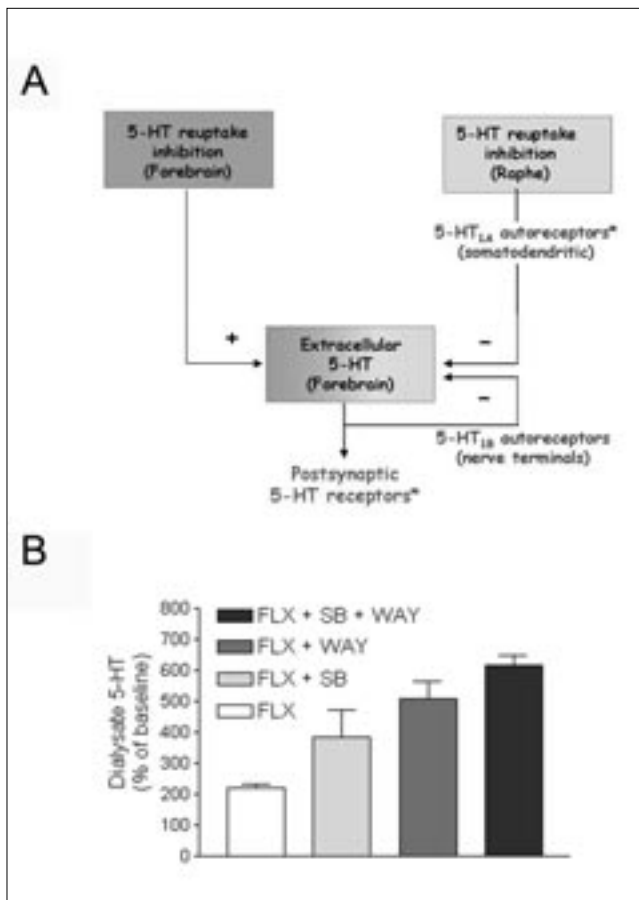 A
5-HT reuptake
inhibition
(Forebrain)
5-HT reuptake
inhibition
(Raphe)
5-HT1A autoreceptors*
(somatodendritic)
+
−
Extracellular
5-HT
(Forebrain)
−
5-HT1B autoreceptors
(nerve terminals)
Postsynaptic
5-HT receptors*
B
Dialysate 5-HT
(% of baseline)
800
700
600
500
400
300
200
100
0
FLX + SB + WAY
FLX + WAY
FLX + SB
FLX